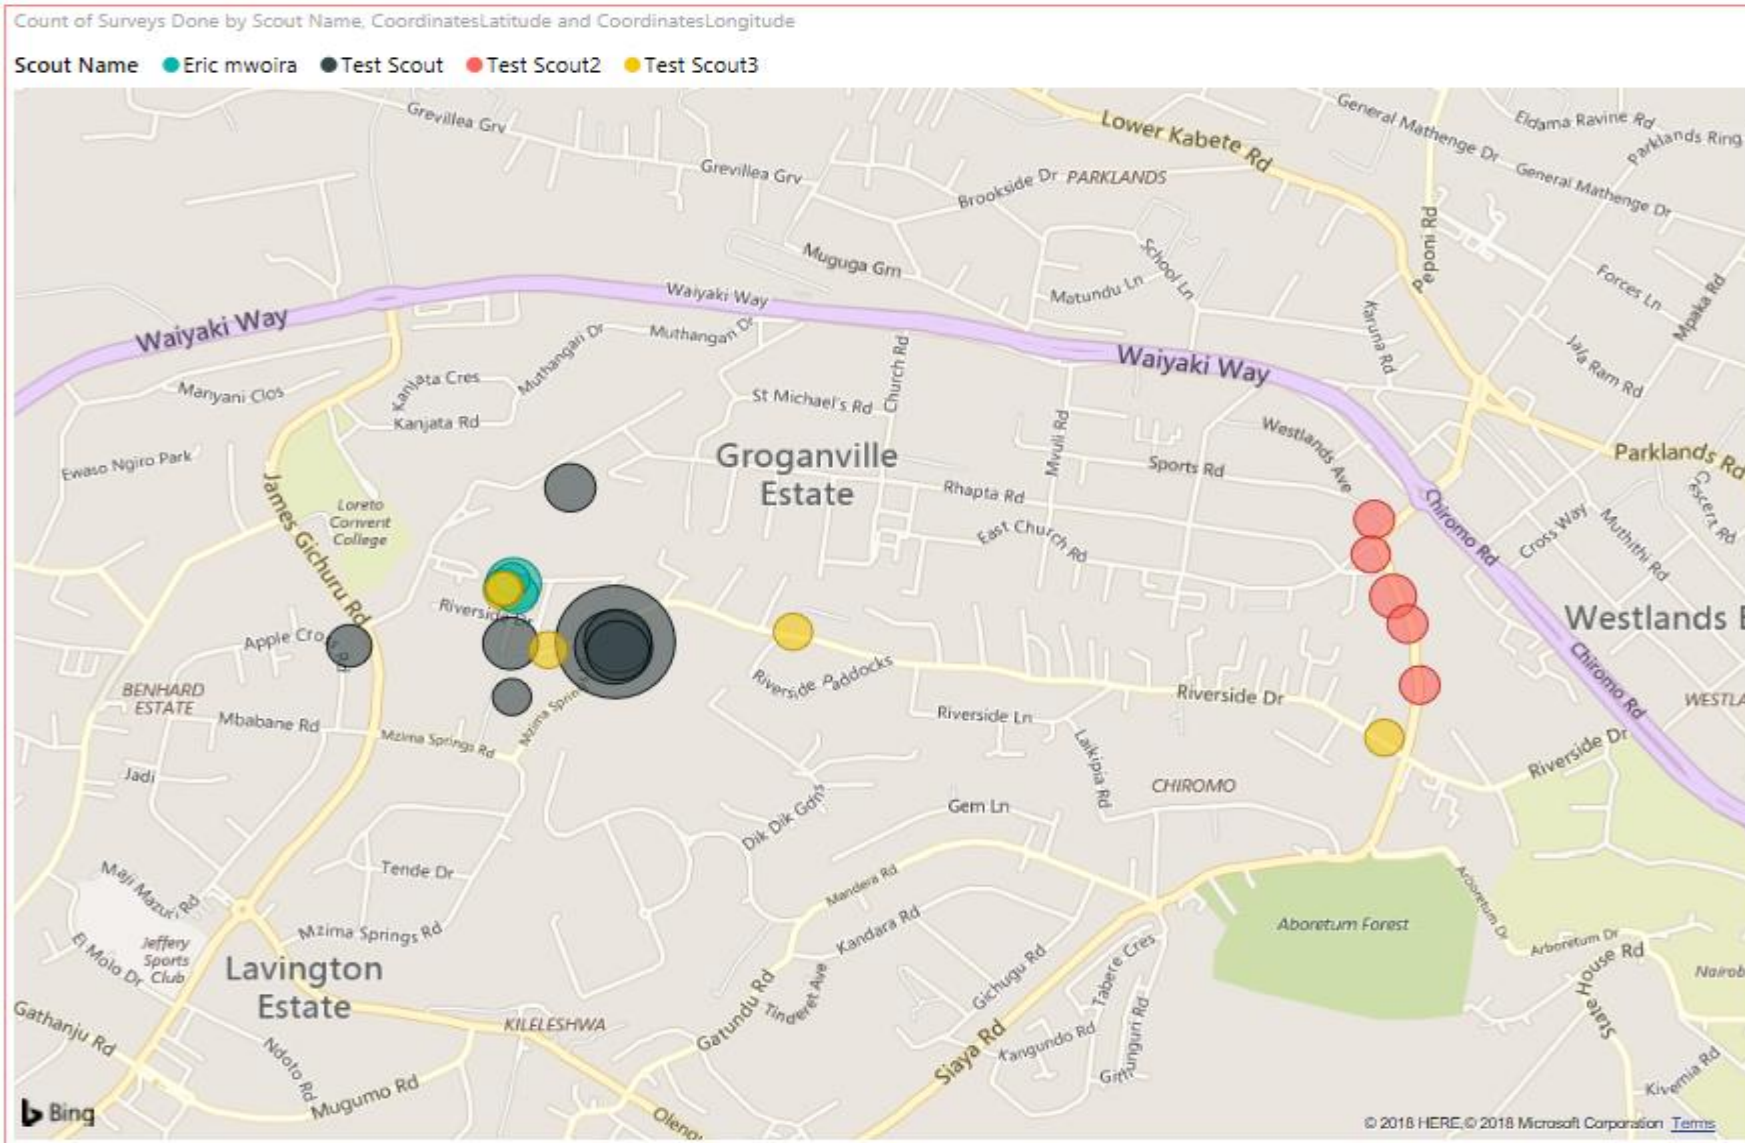 Count of Surveys Done by Scout Name, CoordinatesLatitude and CoordinatesLongitude
Scout Name Eric mwoira Test Scout Test Scout2 Test Scout3
Grevillea Grv
Lower Kabete Rd
General Mathenge Dr
Eldama Ravine Rd
Parklands Ring
Grevillea Grv
Brookside Dr
PARKLANDS
General Mathenge Dr
Peponi Rd
Muguga Grn
School Ln
Matundu Ln
Forces Ln
Mpaka Rd
Karuna Rd
Jala Ram Rd
Waiyaki Way
Waiyaki Way
Waiyaki Way
Muthangari Dr
Muthangari Dr
Manyani Clos
Kanjata Cres
Kanjata Rd
St Michael's Rd
Church Rd
Mvuli Rd
Westlands Ave
Sports Rd
Parklands Rd
Ewaso Ngiro Park
James Gichuru Rd
Loreto
Convent
College
Groganville
Estate
Rhapta Rd
East Church Rd
Chiromo Rd
Cross Way
Muthithi Rd
Riverside Dr
Apple Cro
Westlands E
Chiromo Rd
BENHARD
ESTATE
Mbabane Rd
Mzima Springs Rd
Mzima Sprin
Riverside Paddocks
Riverside Ln
Riverside Dr
Laikipia Rd
WESTLA
Riverside Dr
Jadi
CHIROMO
Dik Dik Gdns
Gem Ln
Maji Mazuri Rd
Tende Dr
Mandera Rd
Kandara Rd
Aboretum Forest
Arboretum Dr
Arboretum Dr
El Molo Dr
Jeffery
Sports
Club
Mzima Springs Rd
Lavington
Estate
Gichugu Rd
Tabere Cres
State House Rd
Nairob
Gathanju Rd
KILELESHWA
Gatundu Rd
Tinderet Ave
Siaya Rd
Kangundo Rd
Githunguri Rd
Ndoto Rd
Mugumo Rd
Kivernia Rd
Oleng
Bing
© 2018 HERE,© 2018 Microsoft Corporation Terms